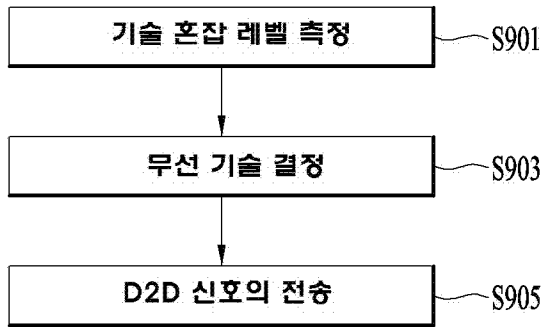 기술 혼잡 레벨 측정
S901
무선 기술 결정
S903
D2D 신호의 전송
S905